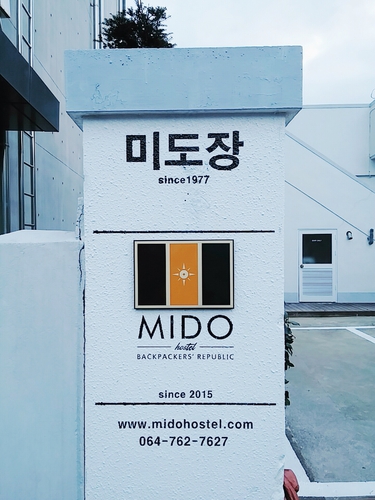 미도장
since1977
MIDO
hostel
BACKPACKERS' REPUBLIC
since 2015
www.midohostel.com
064-762-7627